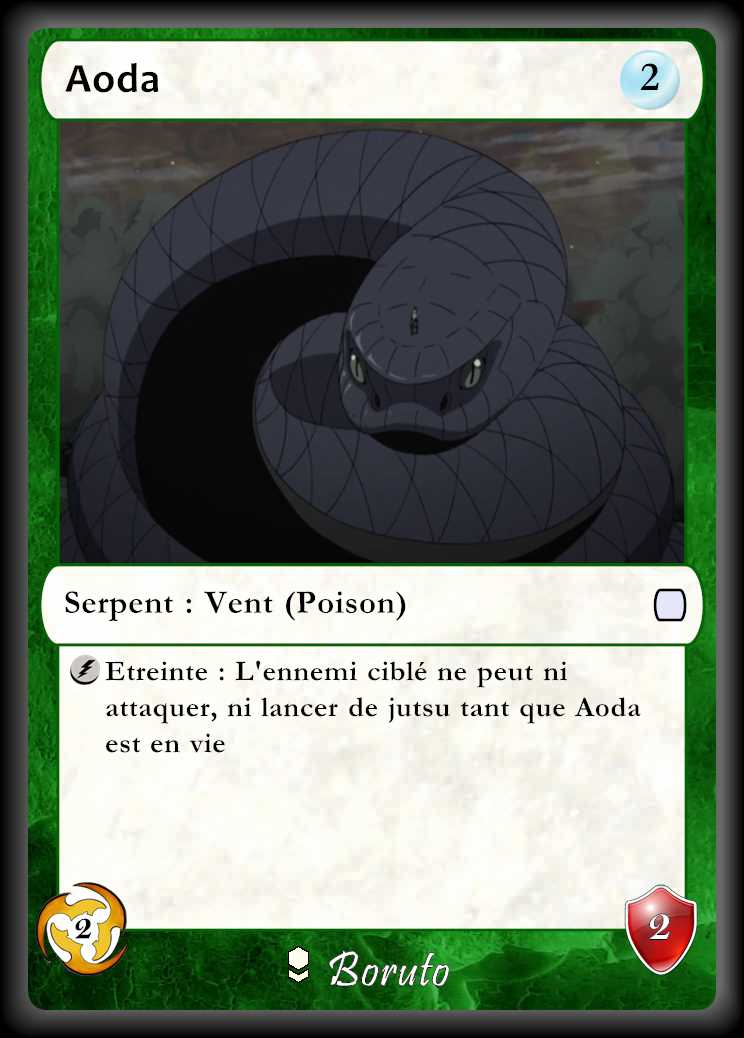 Aoda
2
Serpent : Vent (Poison)
Etreinte : L'ennemi ciblé ne peut ni
attaquer, ni lancer de jutsu tant que Aoda
est en vie
2
2
Boruto